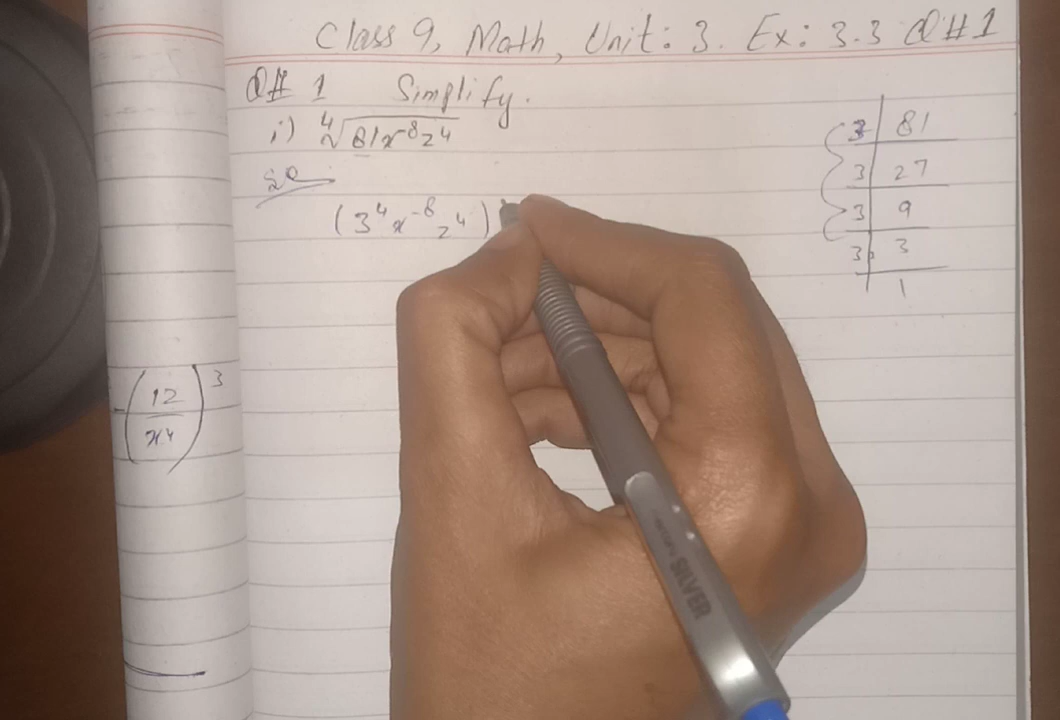 Class 9, Math, Unit: 3. Ex: 3.3 Q#1
Q# 1 Simplify.
i) ∜81x⁻⁸z⁴
Sol
(3⁴x⁻⁸z⁴)
3 | 81
3 | 27
3 | 9
3 | 3
1
-(12/x⁴)³
SILVER